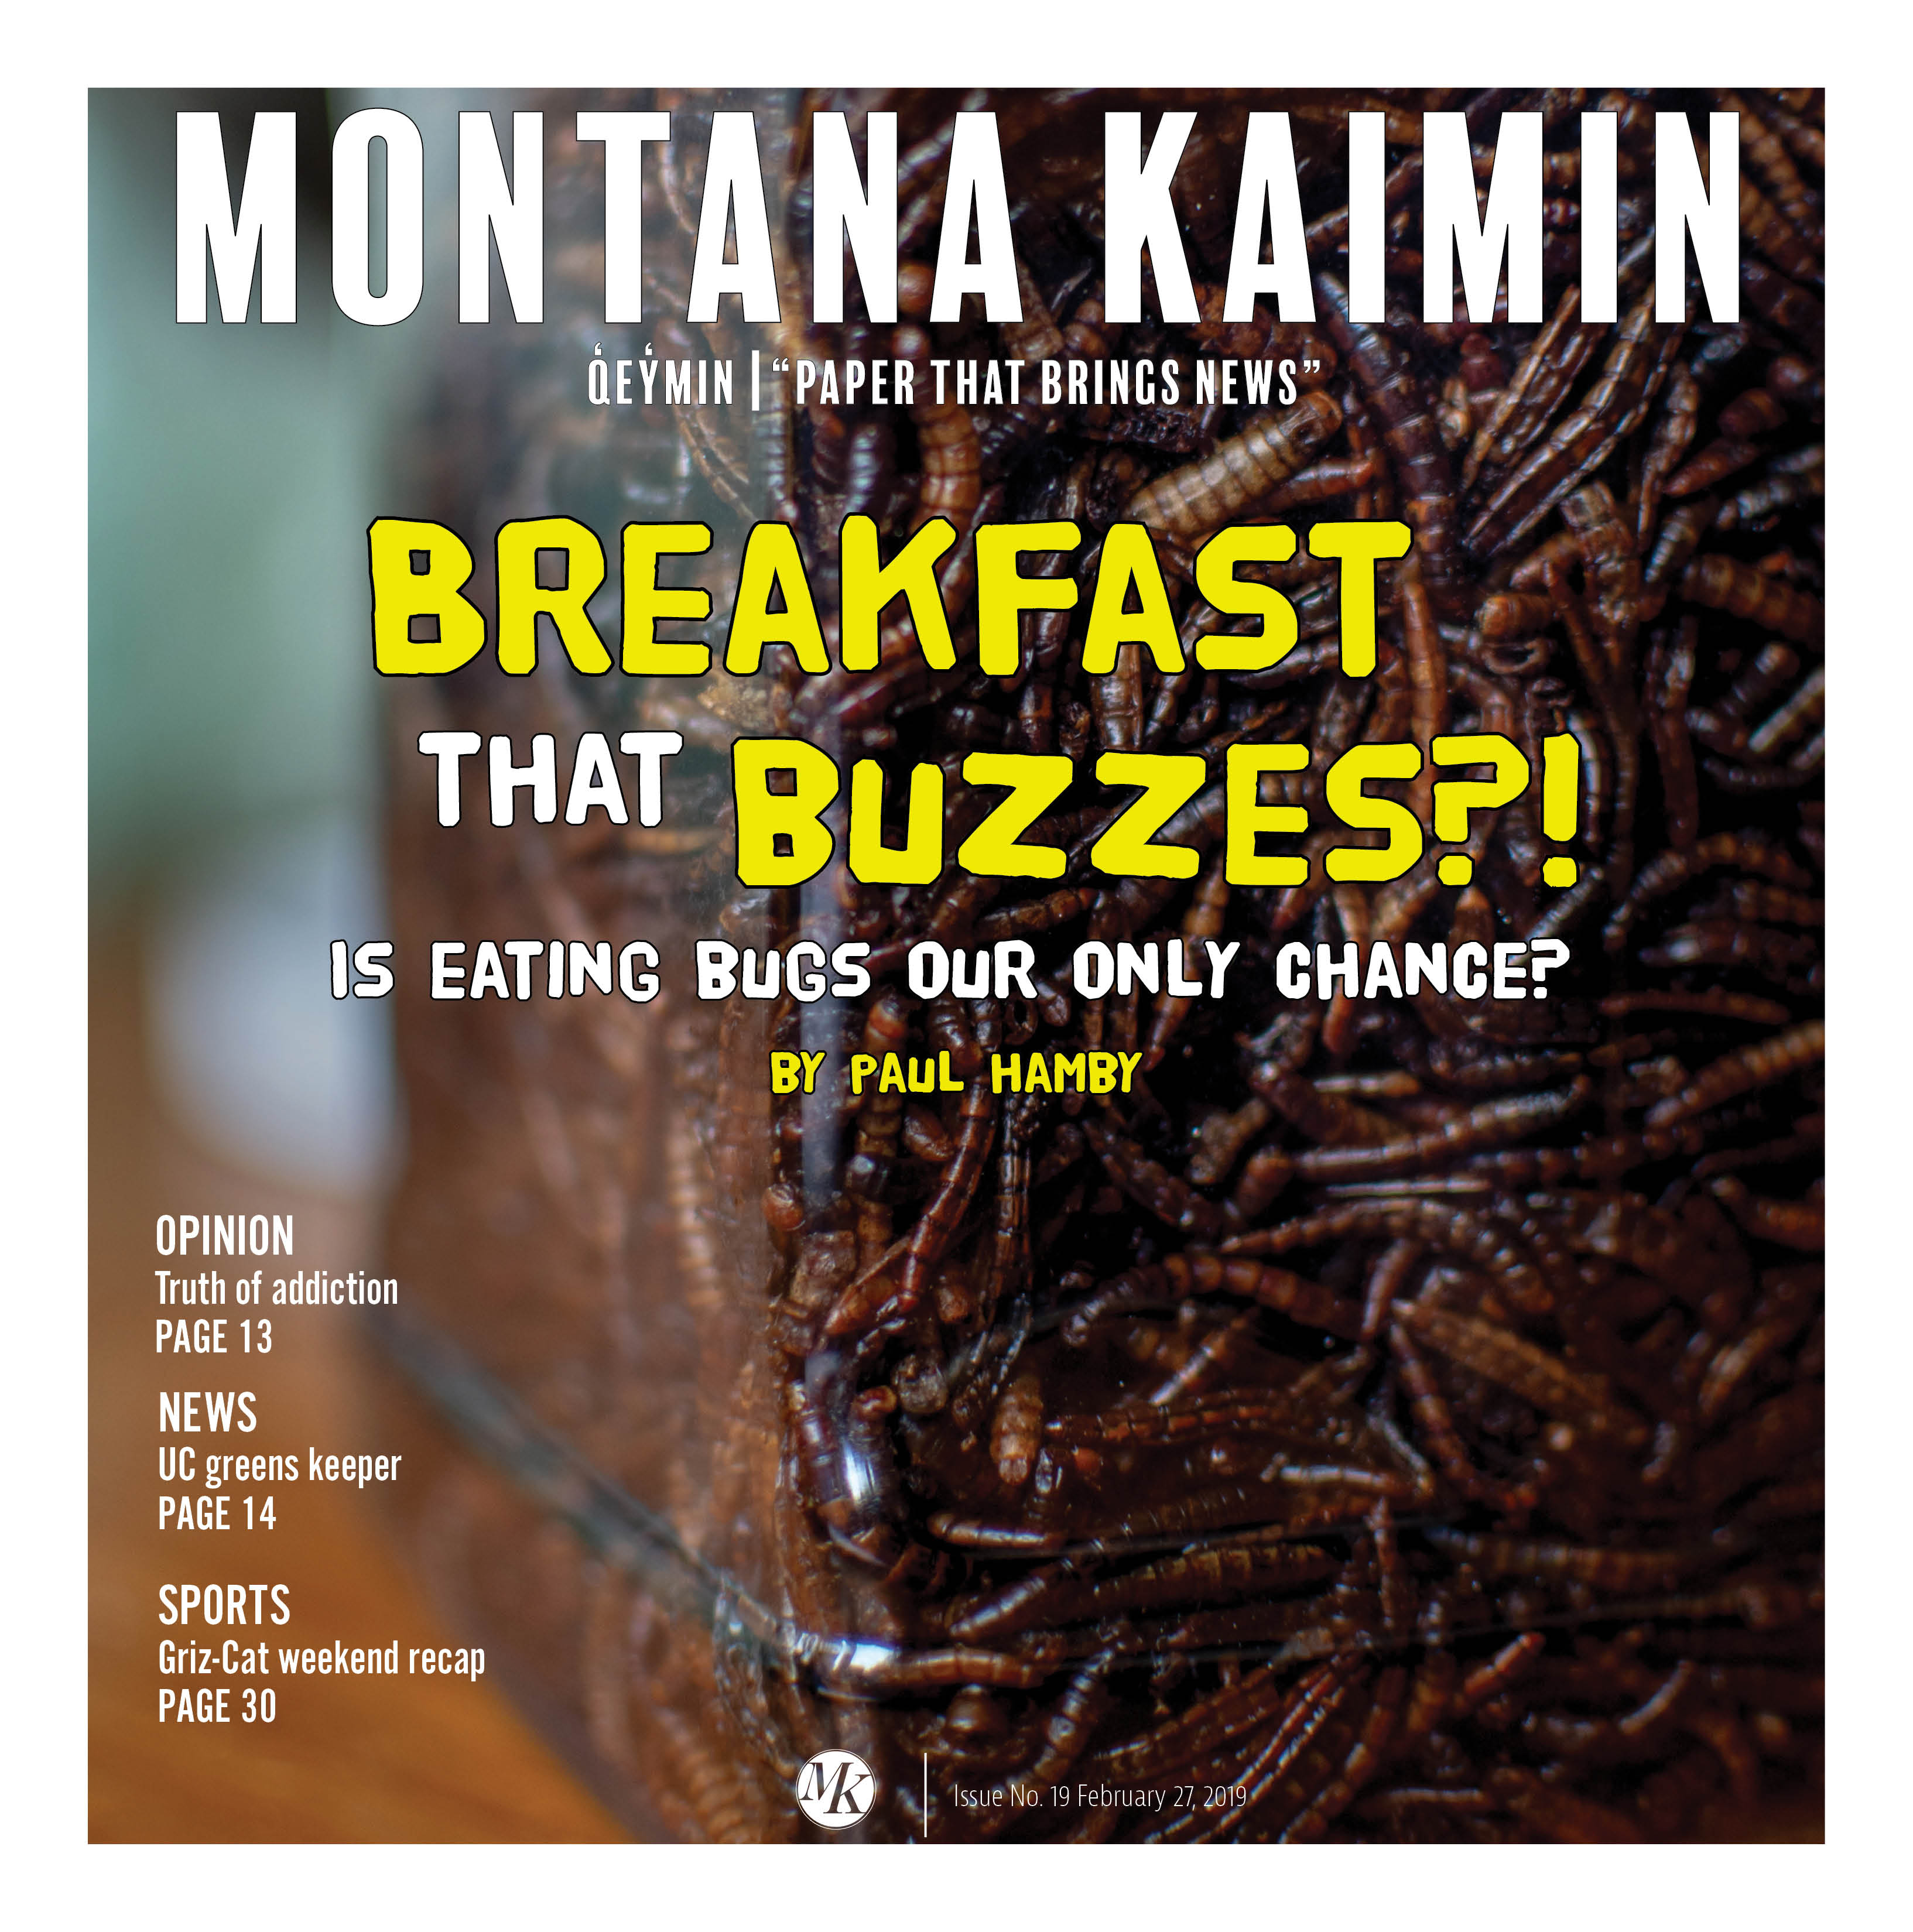 MONTANA KAIMIN
Q̓EY̓MIN | “PAPER THAT BRINGS NEWS”
BREAKFAST
THAT BUZZES?!
IS EATING BUGS OUR ONLY CHANCE?
BY PAUL HAMBY
OPINION
Truth of addiction
PAGE 13
NEWS
UC greens keeper
PAGE 14
SPORTS
Griz-Cat weekend recap
PAGE 30
MK
Issue No. 19 February 27, 2019